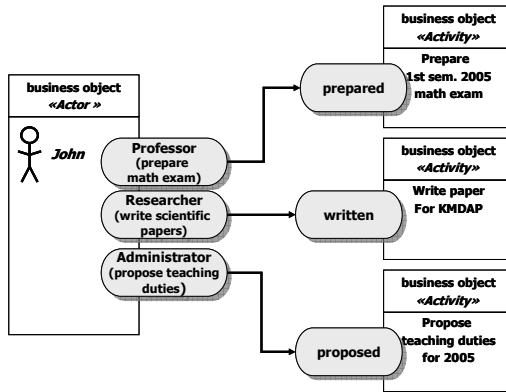 business object
«Actor »
John
Professor
(prepare
math exam)
Researcher
(write scientific
papers)
Administrator
(propose teaching
duties)
prepared
business object
«Activity»
Prepare
1st sem. 2005
math exam
written
business object
«Activity»
Write paper
For KMDAP
proposed
business object
«Activity»
Propose
teaching duties
for 2005